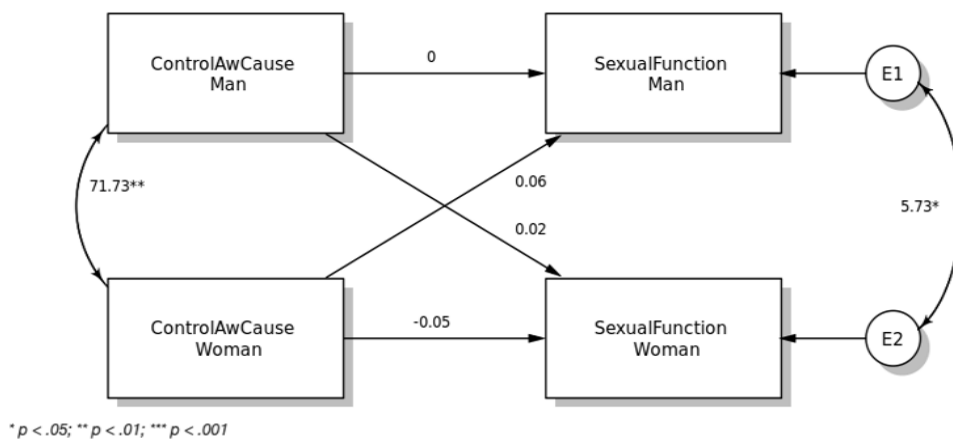 ControlAwCause
Man
0
SexualFunction
Man
E1
71.73**
0.06
5.73*
0.02
ControlAwCause
Woman
-0.05
SexualFunction
Woman
E2
* p < .05; ** p < .01; *** p < .001